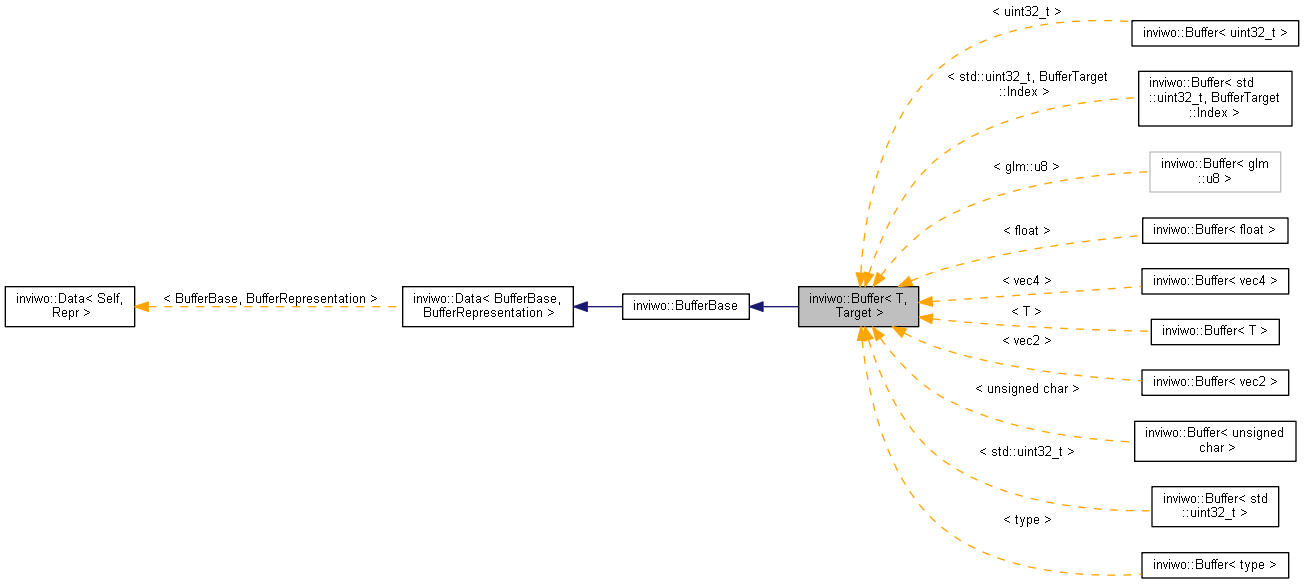 < uint32_t >
inviwo::Buffer< uint32_t >
< std::uint32_t, BufferTarget
::Index >
inviwo::Buffer< std
::uint32_t, BufferTarget
::Index >
< glm::u8 >
inviwo::Buffer< glm
::u8 >
< float >
inviwo::Buffer< float >
< vec4 >
inviwo::Buffer< vec4 >
inviwo::Data< Self,
Repr >
< BufferBase, BufferRepresentation >
inviwo::Data< BufferBase,
BufferRepresentation >
inviwo::BufferBase
inviwo::Buffer< T,
Target >
< T >
inviwo::Buffer< T >
< vec2 >
inviwo::Buffer< vec2 >
< unsigned char >
inviwo::Buffer< unsigned
char >
< std::uint32_t >
inviwo::Buffer< std
::uint32_t >
< type >
inviwo::Buffer< type >